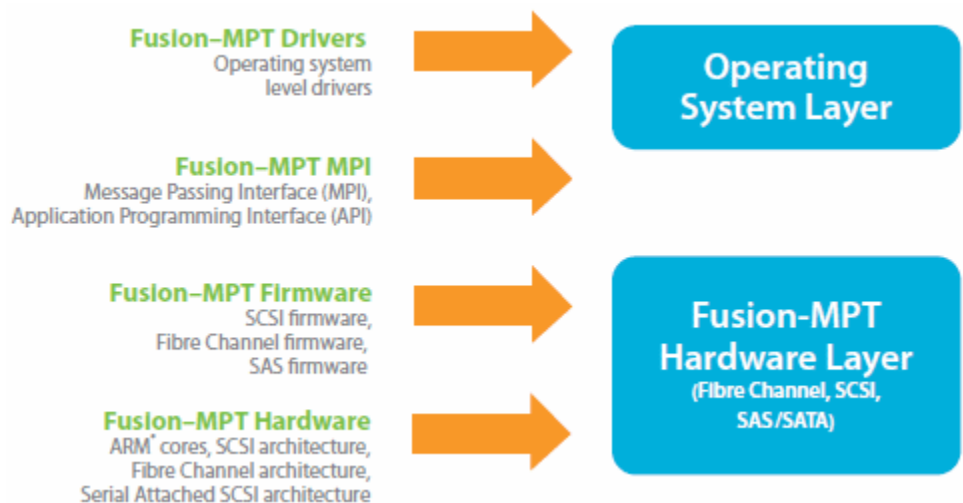 Fusion–MPT Drivers
Operating system
level drivers
Operating
System Layer
Fusion–MPT MPI
Message Passing Interface (MPI),
Application Programming Interface (API)
Fusion–MPT Firmware
SCSI firmware,
Fibre Channel firmware,
SAS firmware
Fusion-MPT
Hardware Layer
(Fibre Channel, SCSI,
SAS/SATA)
Fusion–MPT Hardware
ARM* cores, SCSI architecture,
Fibre Channel architecture,
Serial Attached SCSI architecture